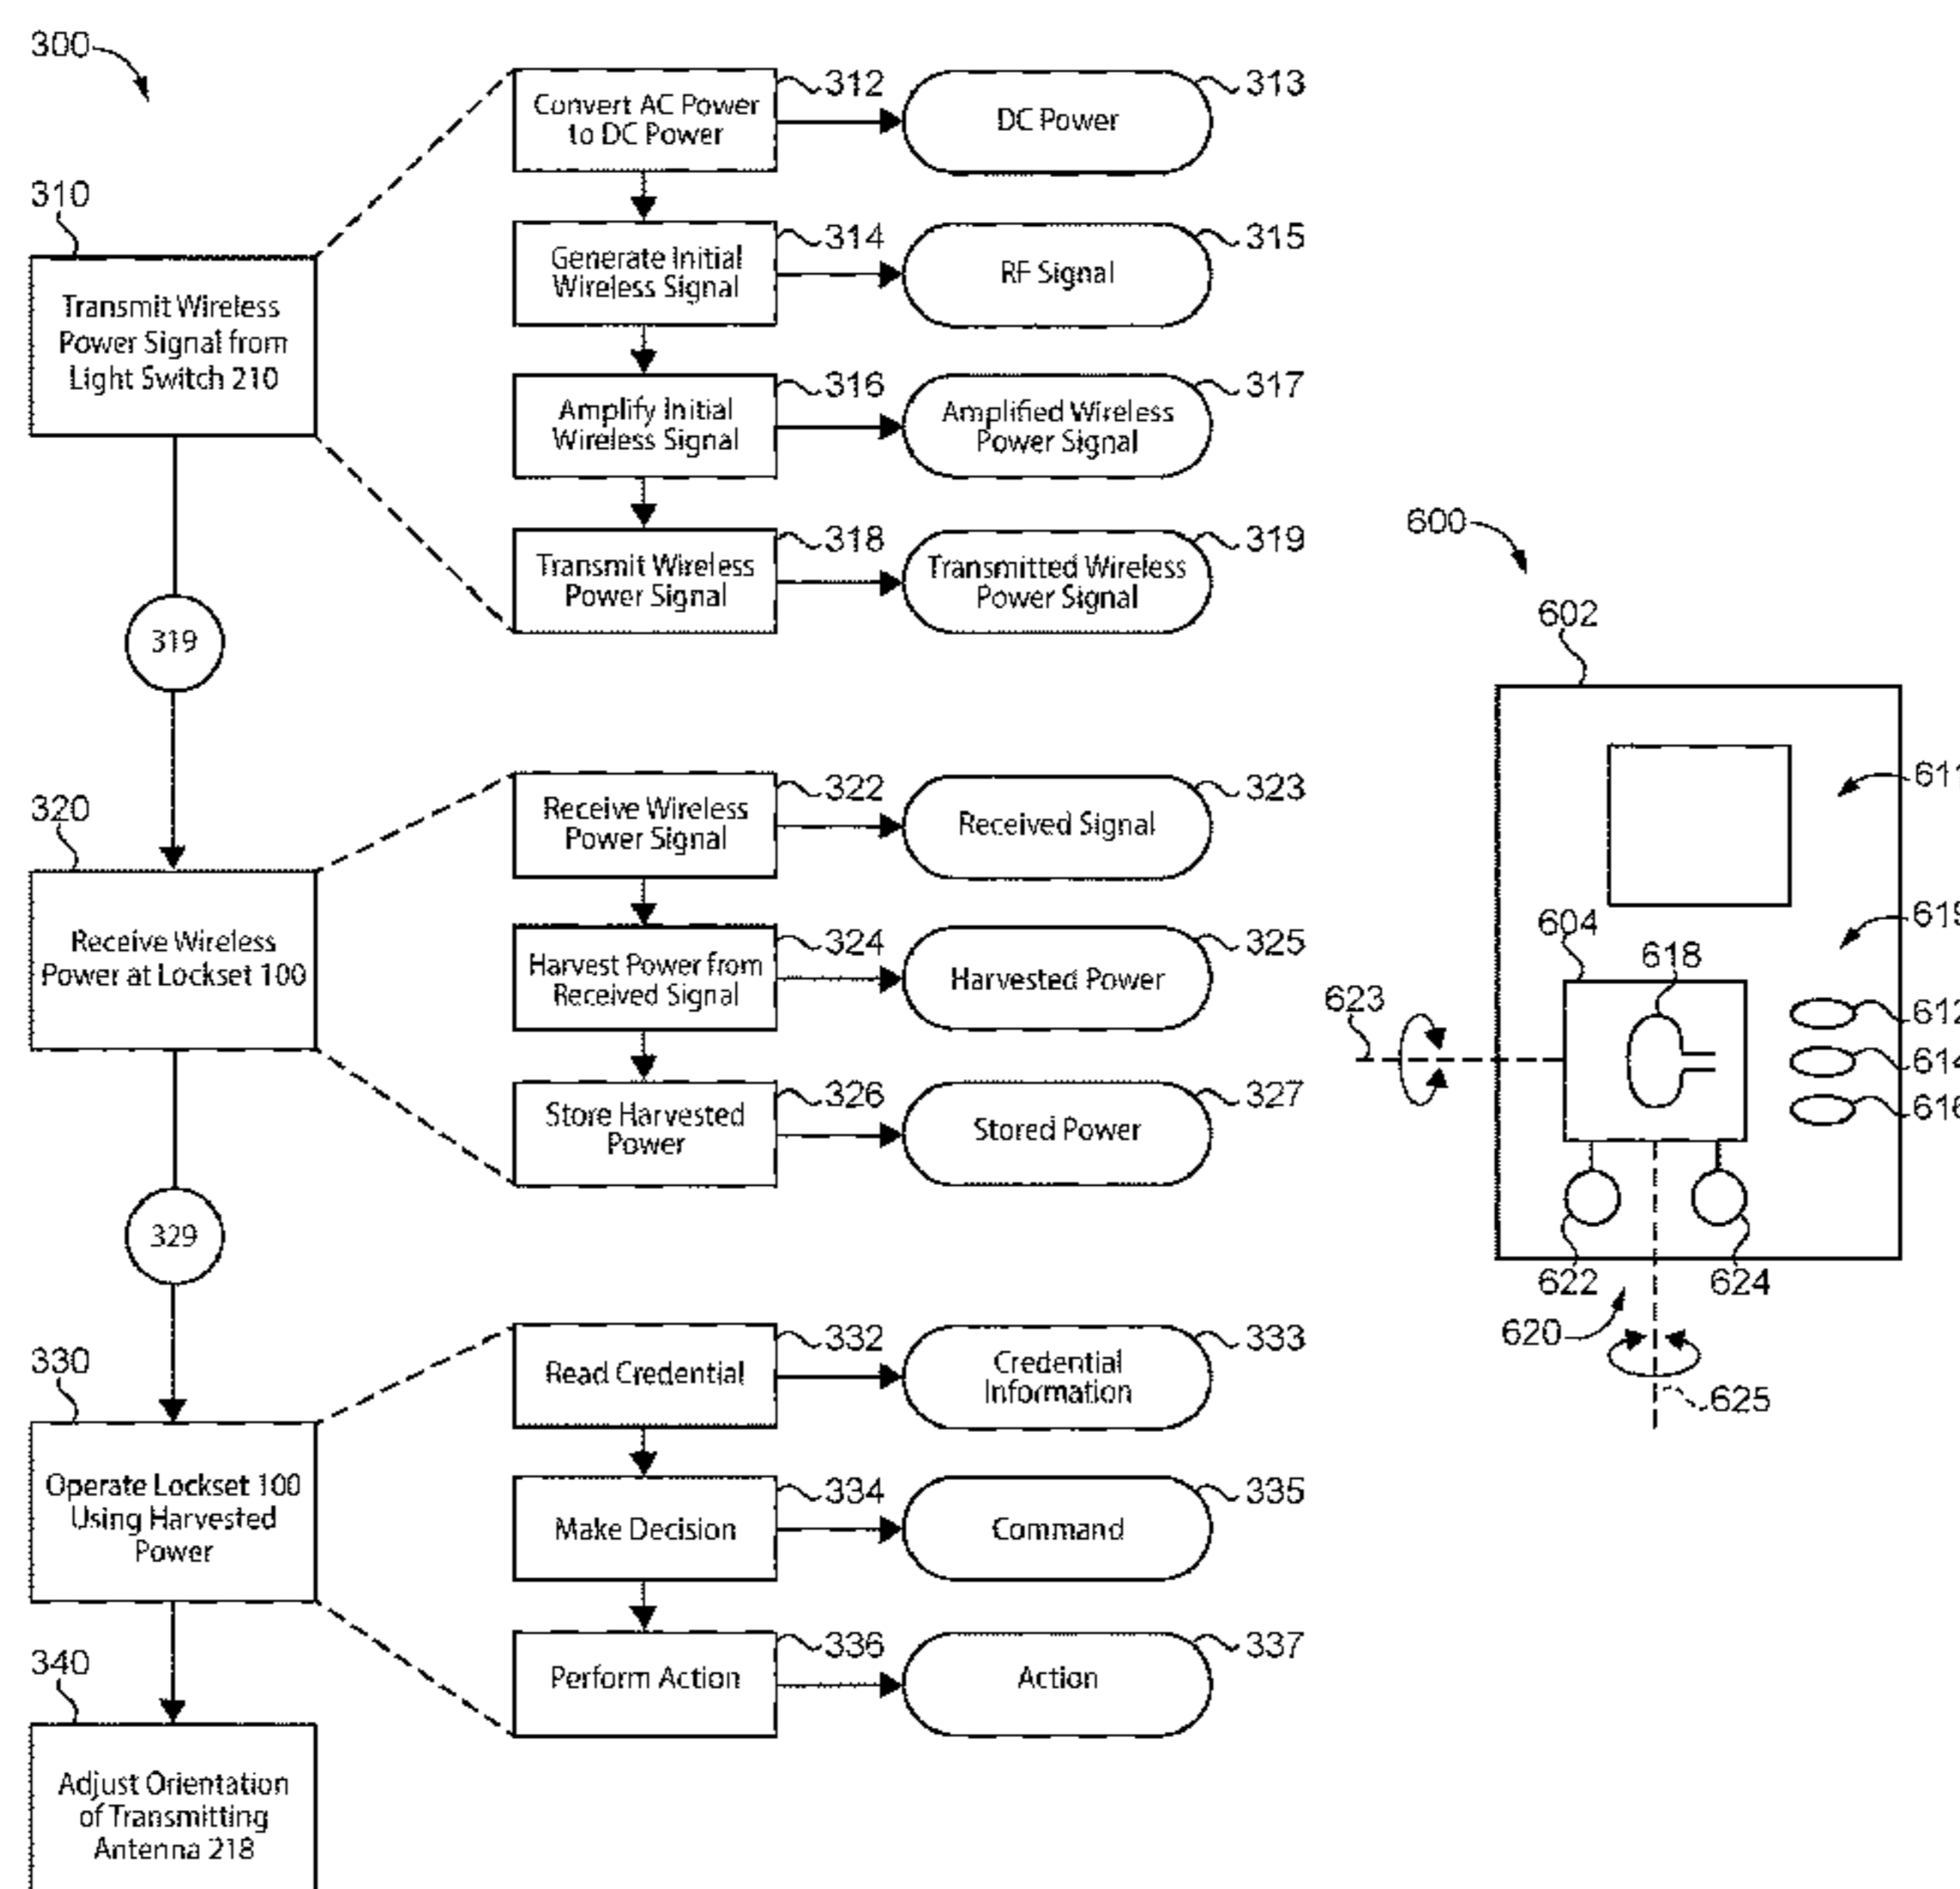 300
310
Transmit Wireless
Power Signal from
Light Switch 210
312
Convert AC Power
to DC Power
313
DC Power
314
Generate Initial
Wireless Signal
315
RF Signal
316
Amplify Initial
Wireless Signal
317
Amplified Wireless
Power Signal
318
Transmit Wireless
Power Signal
319
Transmitted Wireless
Power Signal
319
320
Receive Wireless
Power at Lockset 100
322
Receive Wireless
Power Signal
323
Received Signal
324
Harvest Power from
Received Signal
325
Harvested Power
326
Store Harvested
Power
327
Stored Power
329
330
Operate Lockset 100
Using Harvested
Power
332
Read Credential
333
Credential
Information
334
Make Decision
335
Command
336
Perform Action
337
Action
340
Adjust Orientation
of Transmitting
Antenna 218
600
602
604
618
623
622
624
620
625